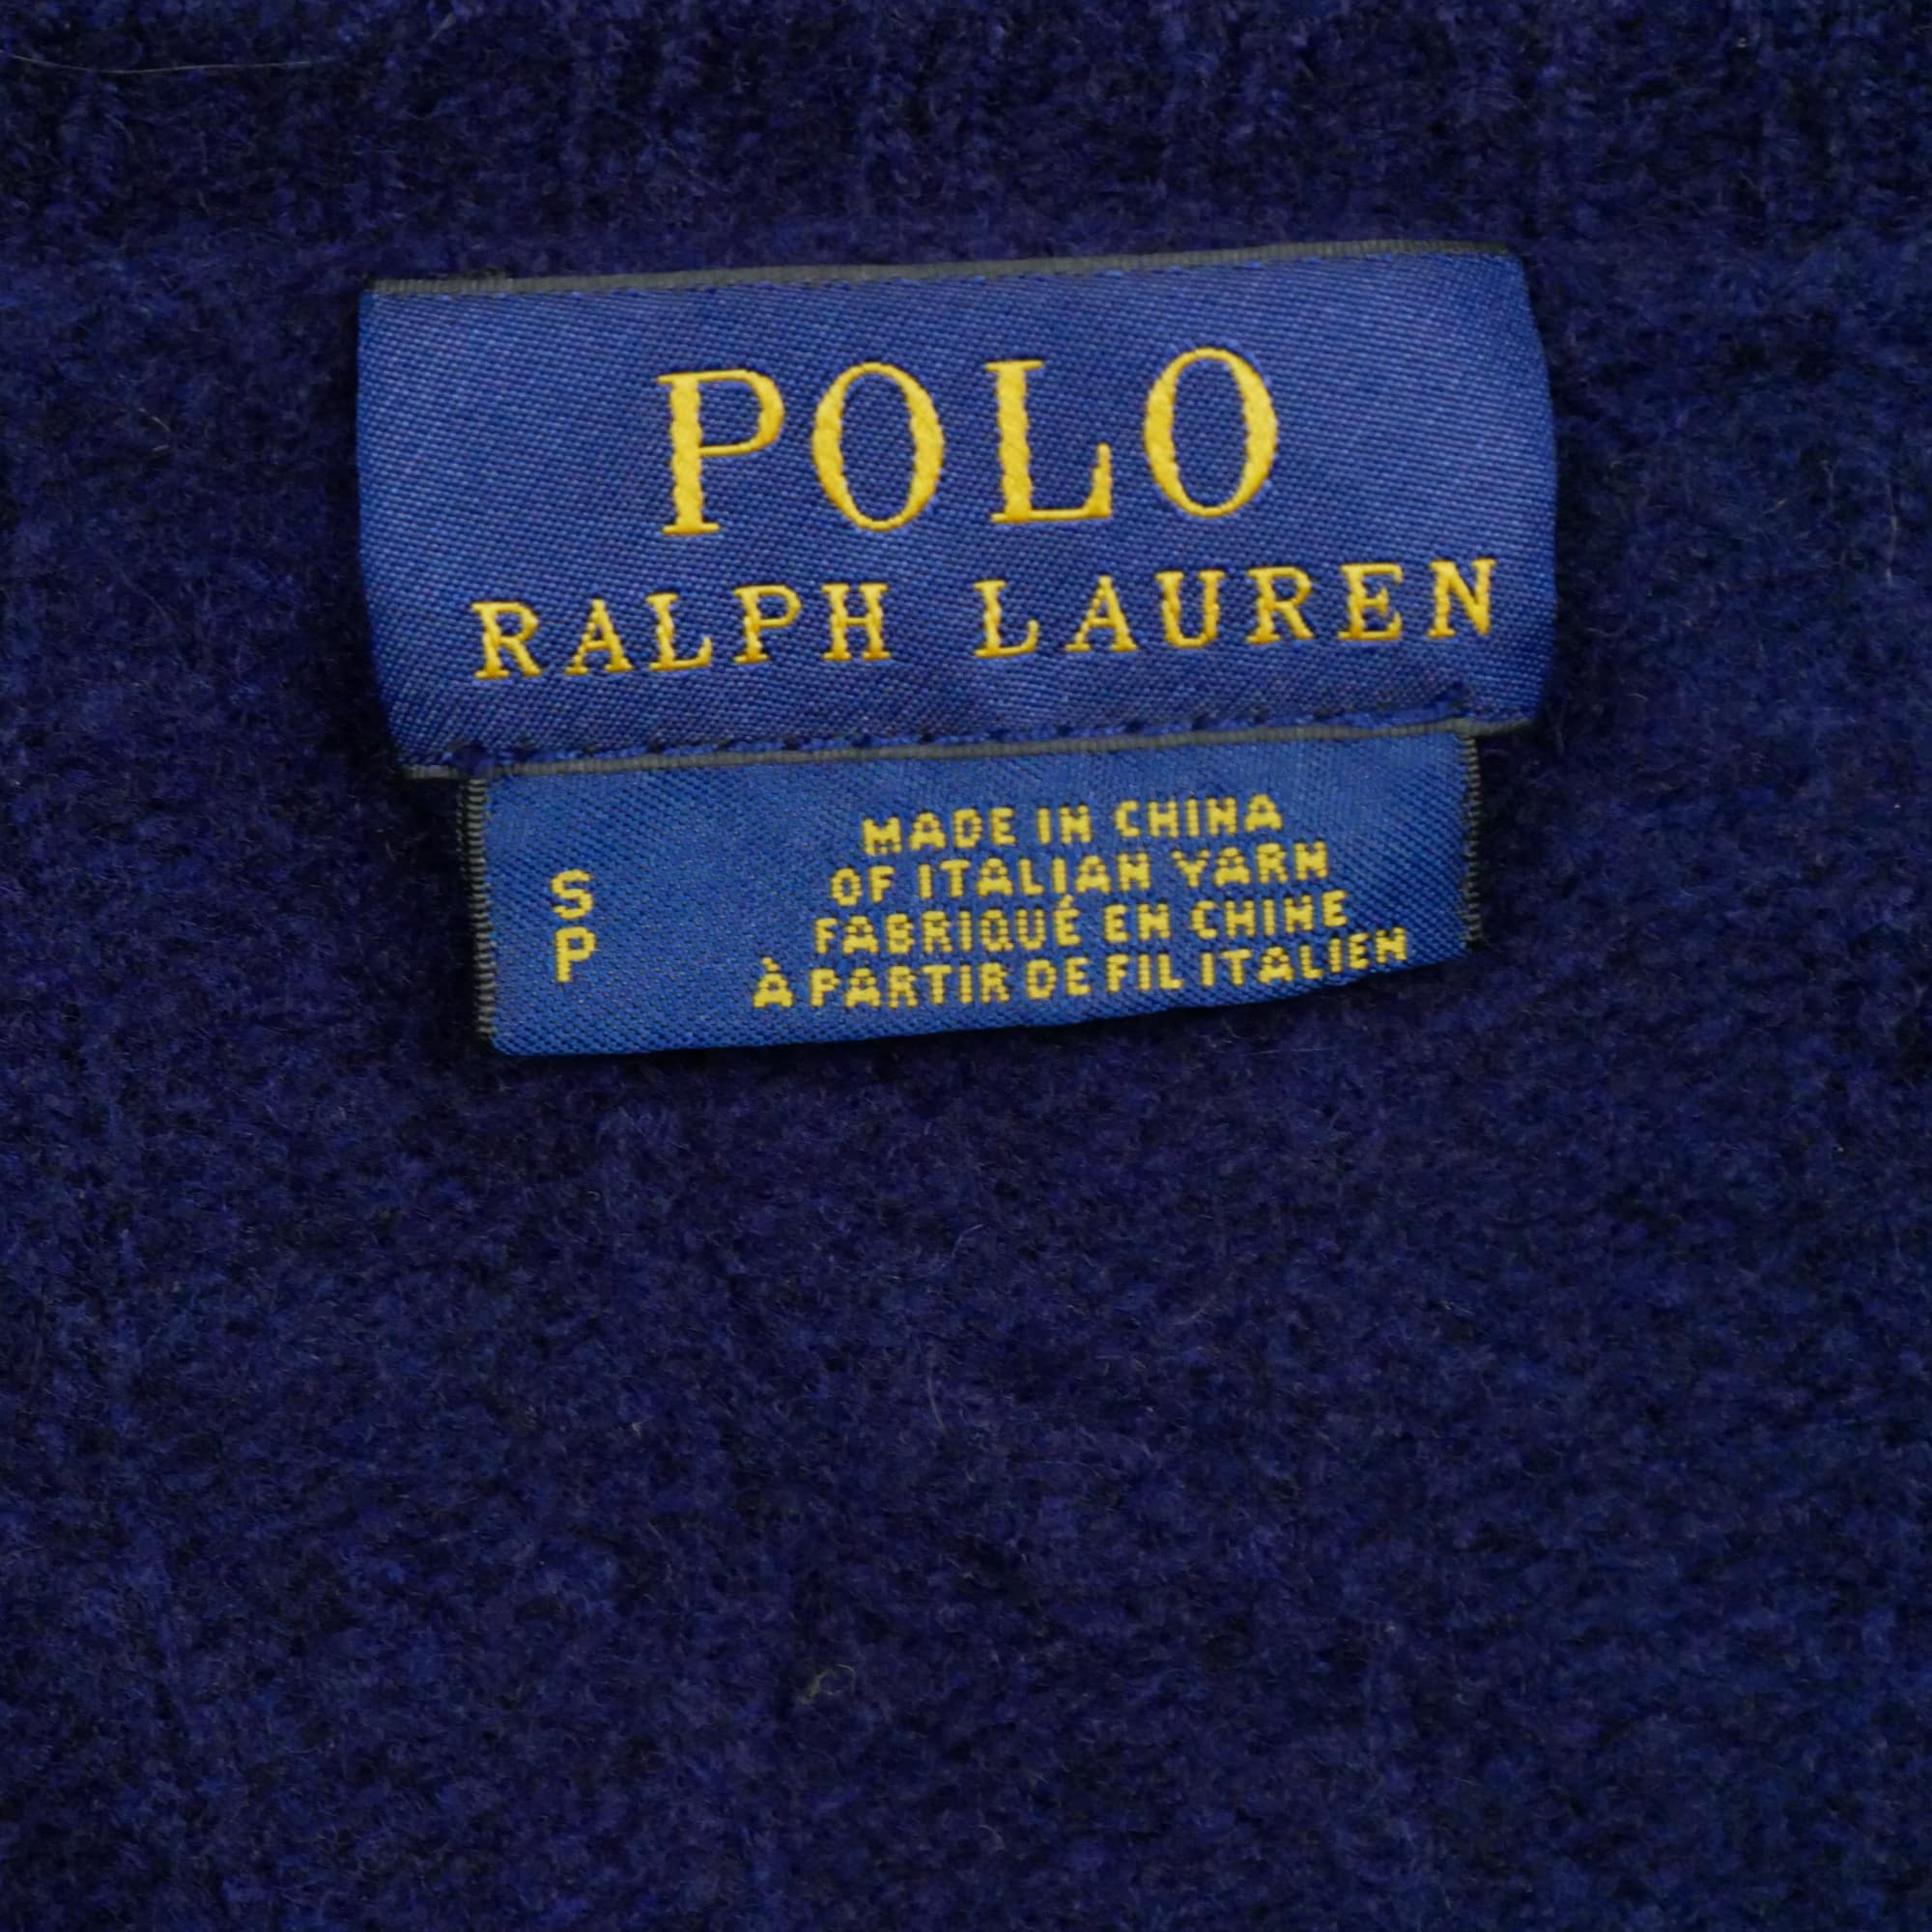 POLO
RALPH LAUREN
S
P
MADE IN CHINA
OF ITALIAN YARN
FABRIQUÉ EN CHINE
À PARTIR DE FIL ITALIEN